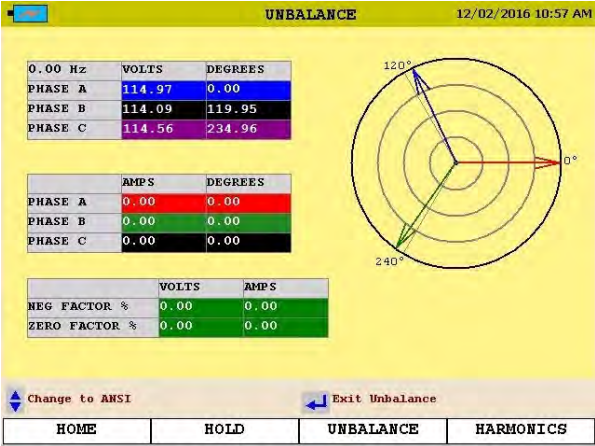 UNBALANCE 12/02/2016 10:57 AM
0.00 Hz VOLTS DEGREES
PHASE A 114.97 0.00
PHASE B 114.09 119.95
PHASE C 114.56 234.96
AMPS DEGREES
PHASE A 0.00 0.00
PHASE B 0.00 0.00
PHASE C 0.00 0.00
VOLTS AMPS
NEG FACTOR % 0.00 0.00
ZERO FACTOR % 0.00 0.00
120°
0°
240°
Change to ANSI Exit Unbalance
HOME HOLD UNBALANCE HARMONICS